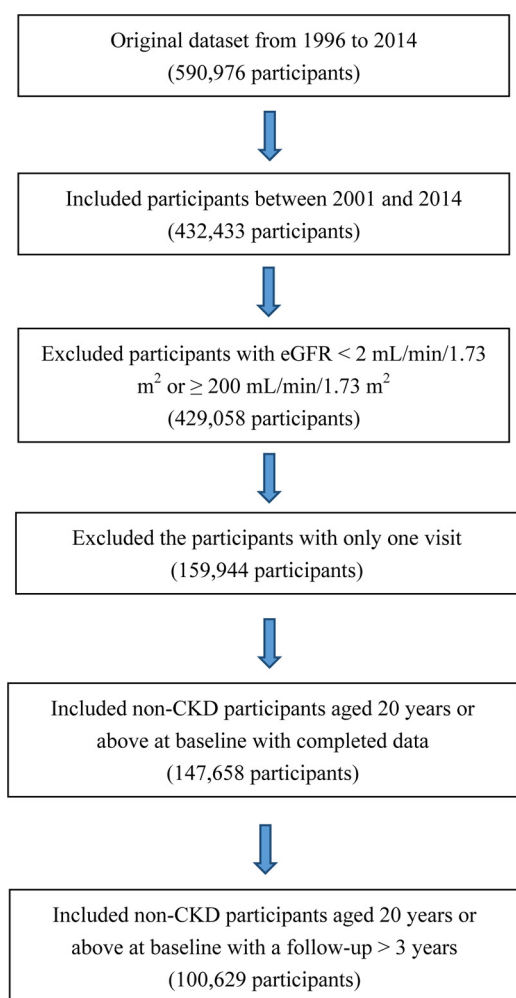 Original dataset from 1996 to 2014
(590,976 participants)
Included participants between 2001 and 2014
(432,433 participants)
Excluded participants with eGFR < 2 mL/min/1.73
m² or ≥ 200 mL/min/1.73 m²
(429,058 participants)
Excluded the participants with only one visit
(159,944 participants)
Included non-CKD participants aged 20 years or
above at baseline with completed data
(147,658 participants)
Included non-CKD participants aged 20 years or
above at baseline with a follow-up > 3 years
(100,629 participants)